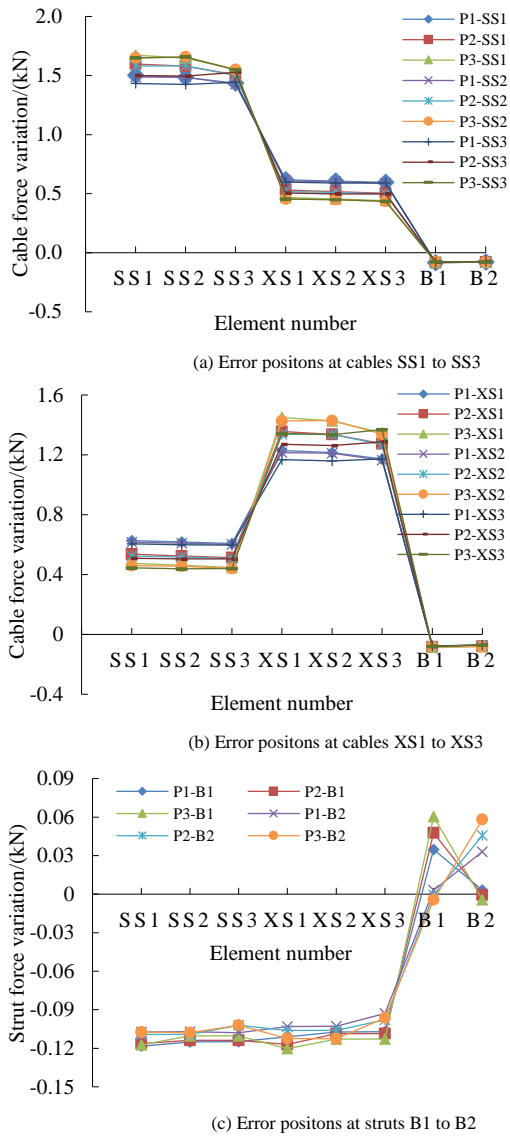 2.0
1.5
1.0
0.5
0.0
-0.5
Cable force variation/(kN)
SS1 SS2 SS3 XS1 XS2 XS3 B1 B2
Element number
P1-SS1
P2-SS1
P3-SS1
P1-SS2
P2-SS2
P3-SS2
P1-SS3
P2-SS3
P3-SS3
(a) Error positons at cables SS1 to SS3
1.6
1.2
0.8
0.4
0
-0.4
Cable force variation/(kN)
SS1 SS2 SS3 XS1 XS2 XS3 B1 B2
Element number
P1-XS1
P2-XS1
P3-XS1
P1-XS2
P2-XS2
P3-XS2
P1-XS3
P2-XS3
P3-XS3
(b) Error positons at cables XS1 to XS3
0.09
0.06
0.03
0
-0.03
-0.06
-0.09
-0.12
-0.15
Strut force variation/(kN)
P1-B1 P2-B1
P3-B1 P1-B2
P2-B2 P3-B2
SS1 SS2 SS3 XS1 XS2 XS3 B1 B2
Element number
(c) Error positons at struts B1 to B2